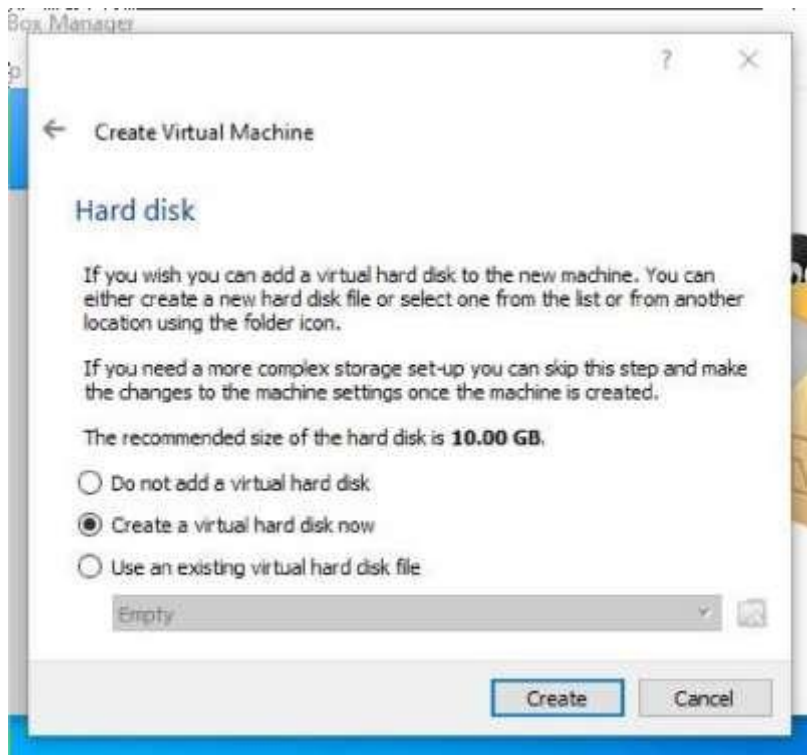 Box Manager
?
Create Virtual Machine
Hard disk
If you wish you can add a virtual hard disk to the new machine. You can
either create a new hard disk file or select one from the list or from another
location using the folder icon.
If you need a more complex storage set-up you can skip this step and make
the changes to the machine settings once the machine is created.
The recommended size of the hard disk is 10.00 GB.
Do not add a virtual hard disk
Create a virtual hard disk now
Use an existing virtual hard disk file
Empty
Create Cancel